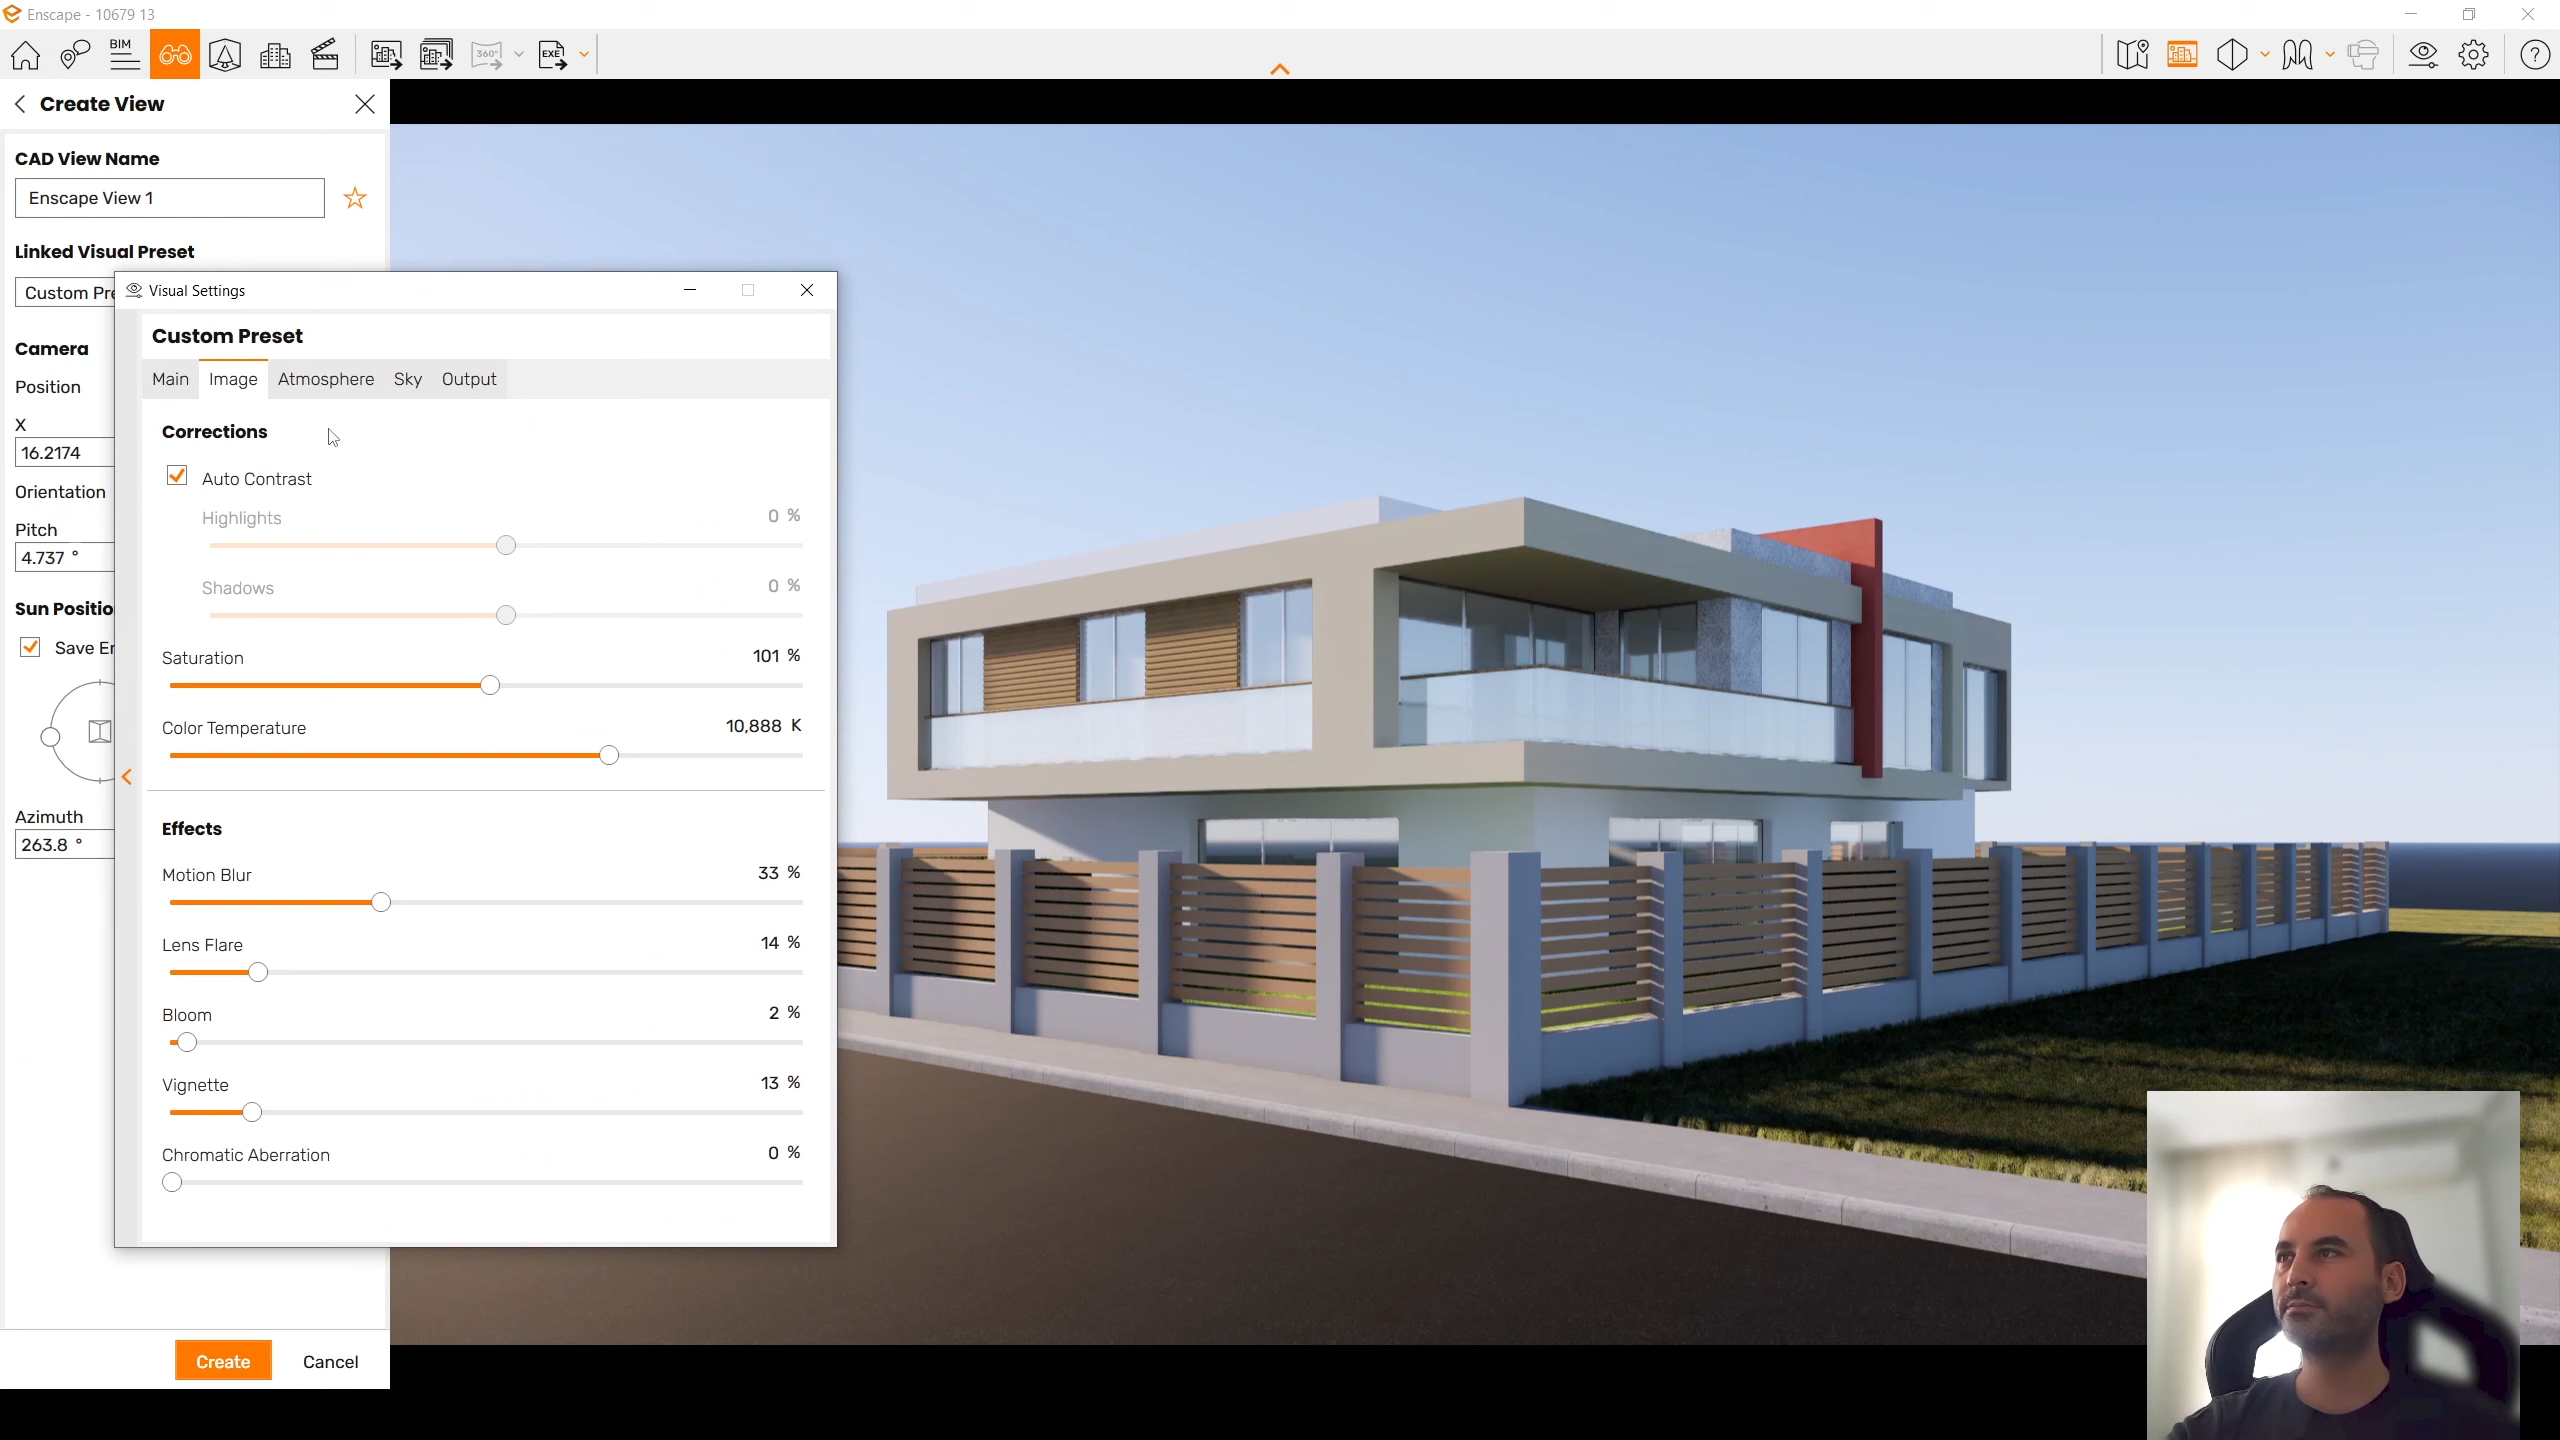 Enscape - 10679 13
BIM
360°
EXE
Create View
CAD View Name
Enscape View 1
Linked Visual Preset
Custom Pre
Camera
Position
X
16.2174
Orientation
Pitch
4.737 °
Sun Positio
Save En
Azimuth
263.8 °
Create
Cancel
Visual Settings
Custom Preset
Main
Image
Atmosphere
Sky
Output
Corrections
Auto Contrast
Highlights 0 %
Shadows 0 %
Saturation 101 %
Color Temperature 10,888 K
Effects
Motion Blur 33 %
Lens Flare 14 %
Bloom 2 %
Vignette 13 %
Chromatic Aberration 0 %